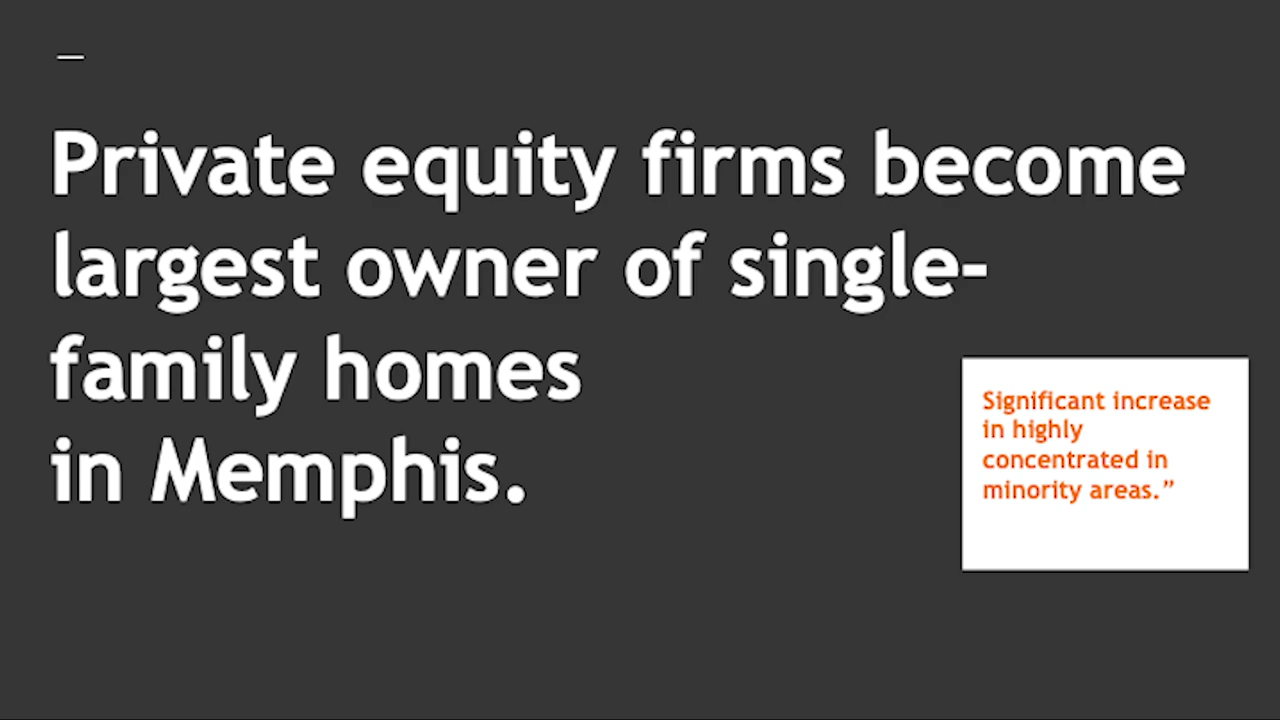 Private equity firms become
largest owner of single-
family homes
in Memphis.
Significant increase
in highly
concentrated in
minority areas.”